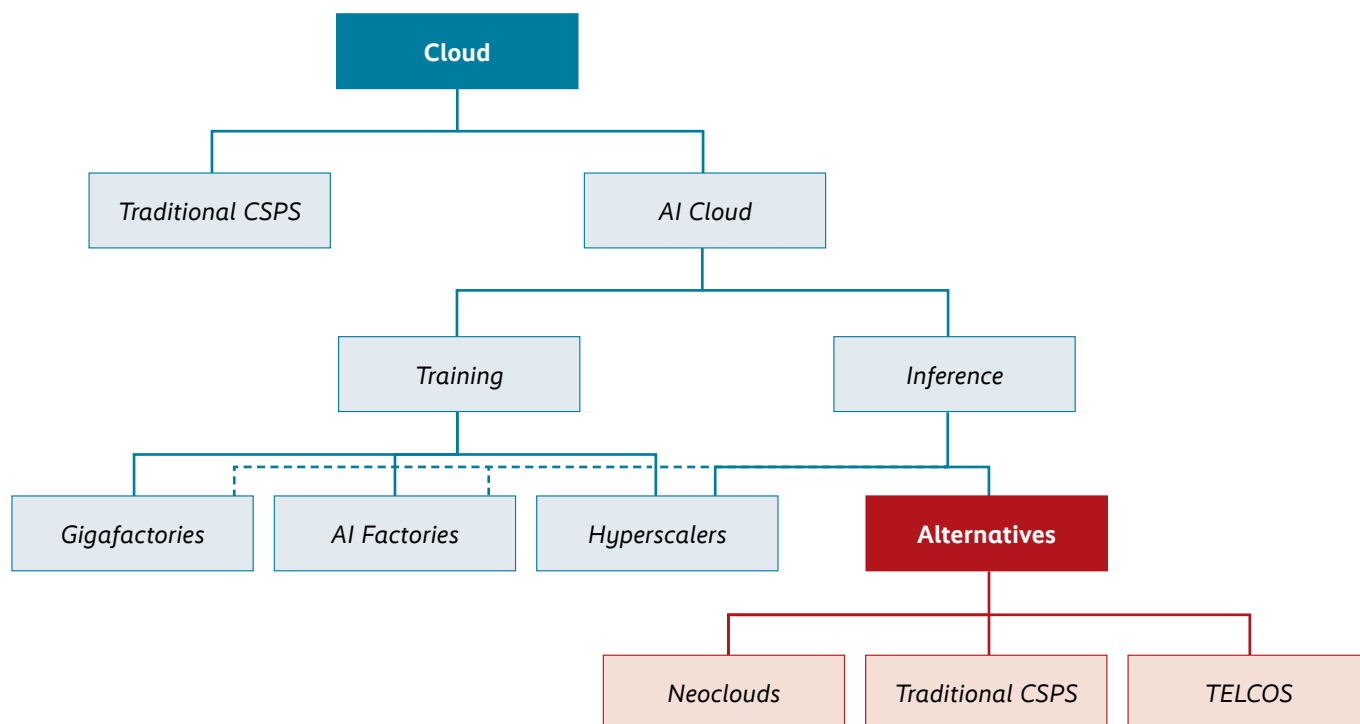 Cloud
Traditional CSPS
AI Cloud
Training
Inference
Gigafactories
AI Factories
Hyperscalers
Alternatives
Neoclouds
Traditional CSPS
TELCOS